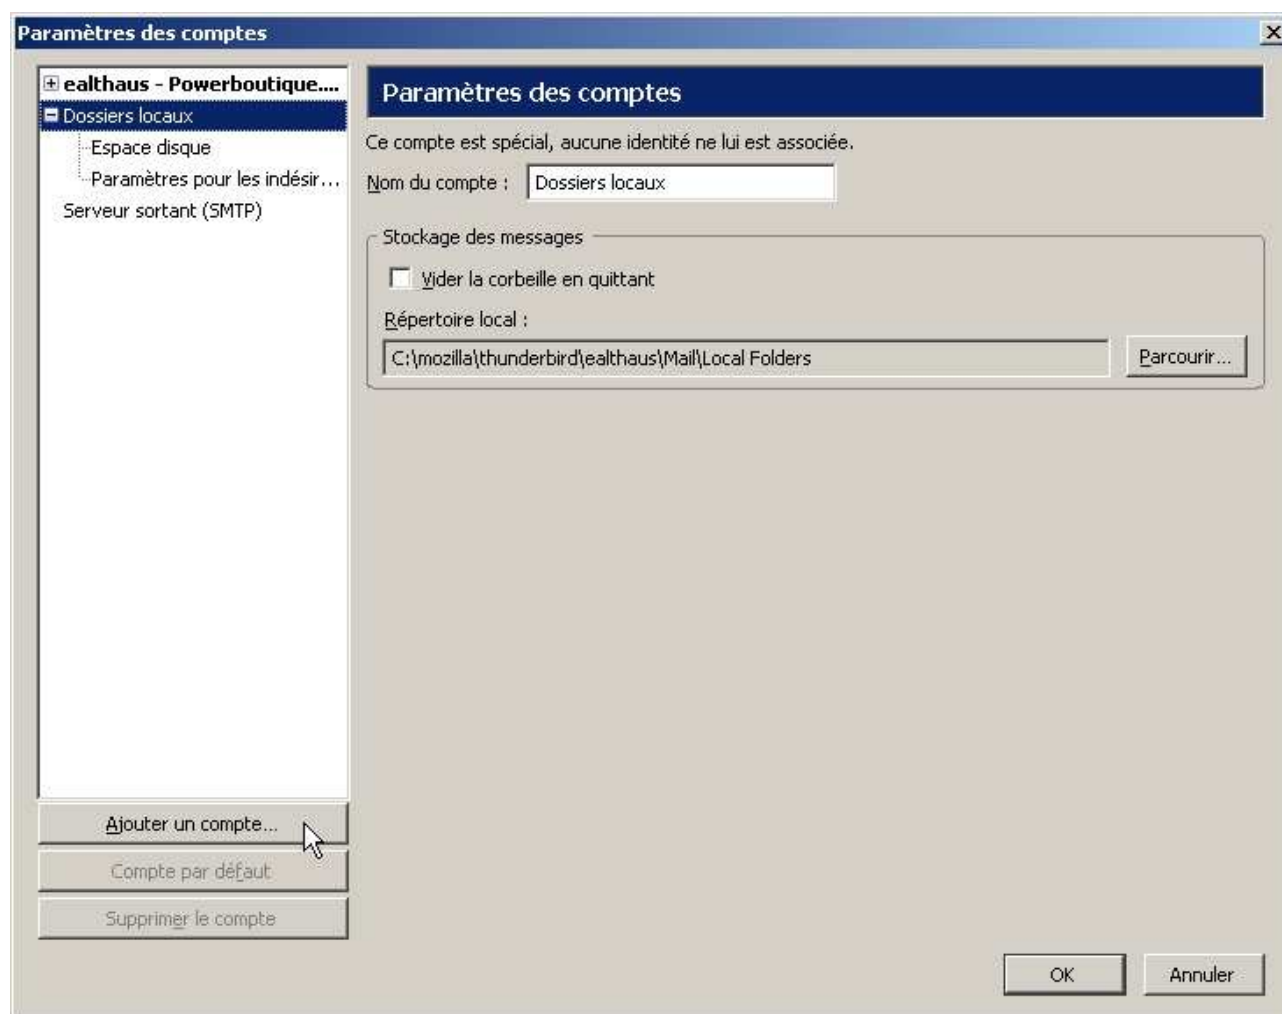 Paramètres des comptes
ealthaus - Powerboutique....
Dossiers locaux
Espace disque
Paramètres pour les indésir...
Serveur sortant (SMTP)
Ajouter un compte...
Compte par défaut
Supprimer le compte
Paramètres des comptes
Ce compte est spécial, aucune identité ne lui est associée.
Nom du compte : Dossiers locaux
Stockage des messages
Vider la corbeille en quittant
Répertoire local :
C:\mozilla\thunderbird\ealthaus\Mail\Local Folders Parcourir...
OK Annuler